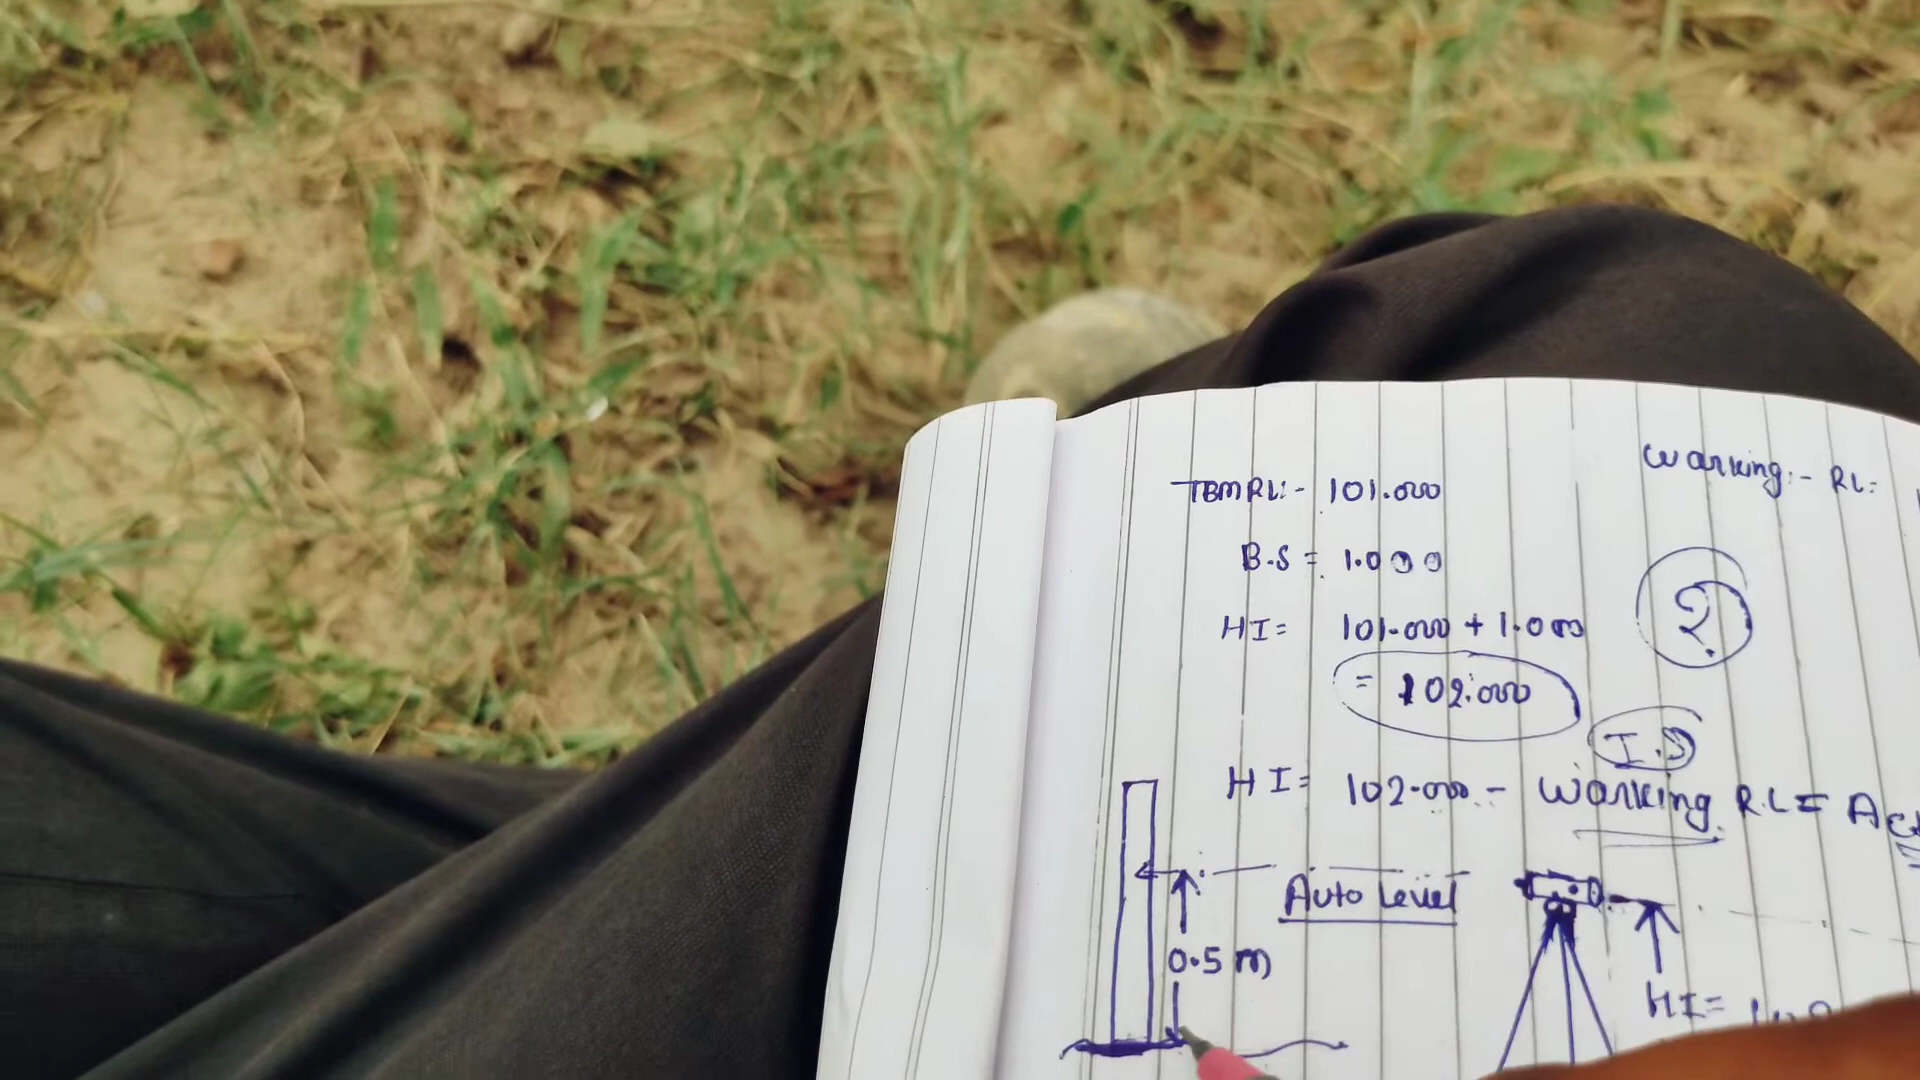 Working:- RL:
TBM RL:- 101.000
B.S = 1.000
HI= 101.000 + 1.000
= 102.000
2
I.S
HI= 102.000 - Working R.L =
Auto Level
0.5 m
HI=